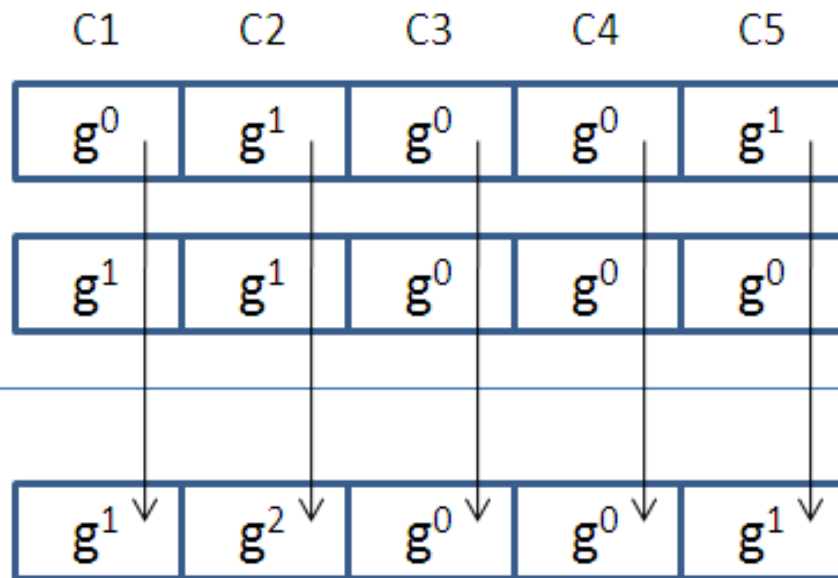 C1 C2 C3 C4 C5
g⁰ g¹ g⁰ g⁰ g¹
g¹ g¹ g⁰ g⁰ g⁰
g¹ g² g⁰ g⁰ g¹